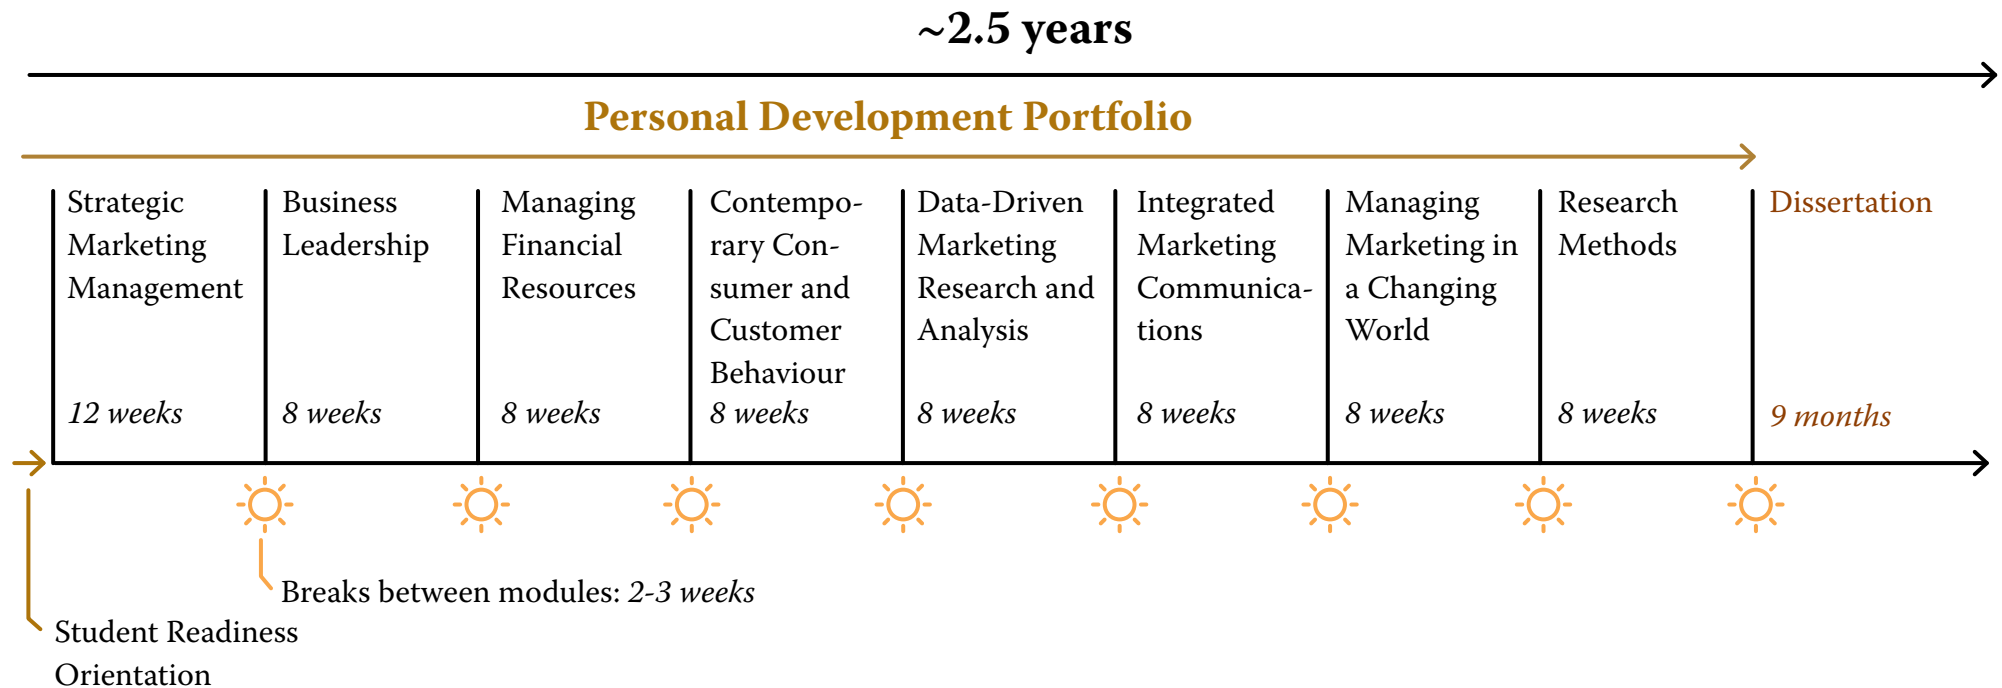 ~2.5 years
Personal Development Portfolio
Strategic
Marketing
Management
12 weeks
Business
Leadership
8 weeks
Managing
Financial
Resources
8 weeks
Contempo-
rary Con-
sumer and
Customer
Behaviour
8 weeks
Data-Driven
Marketing
Research and
Analysis
8 weeks
Integrated
Marketing
Communica-
tions
8 weeks
Managing
Marketing in
a Changing
World
8 weeks
Research
Methods
8 weeks
Dissertation
9 months
Breaks between modules: 2-3 weeks
Student Readiness
Orientation